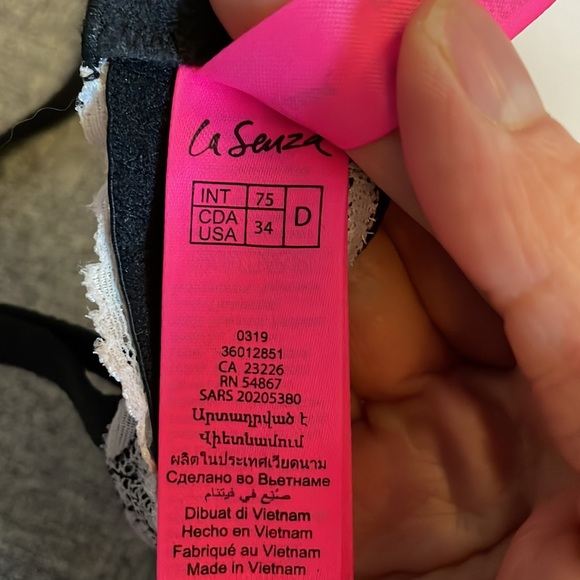 la Senza
INT 75 D
CDA USA 34
0319
36012851
CA 23226
RN 54867
SARS 20205380
Արտադրված է
Վիետնամում
ผลิตในประเทศเวียดนาม
Сделано во Вьетнаме
صُنِع في فيتنام
Dibuat di Vietnam
Hecho en Vietnam
Fabriqué au Vietnam
Made in Vietnam